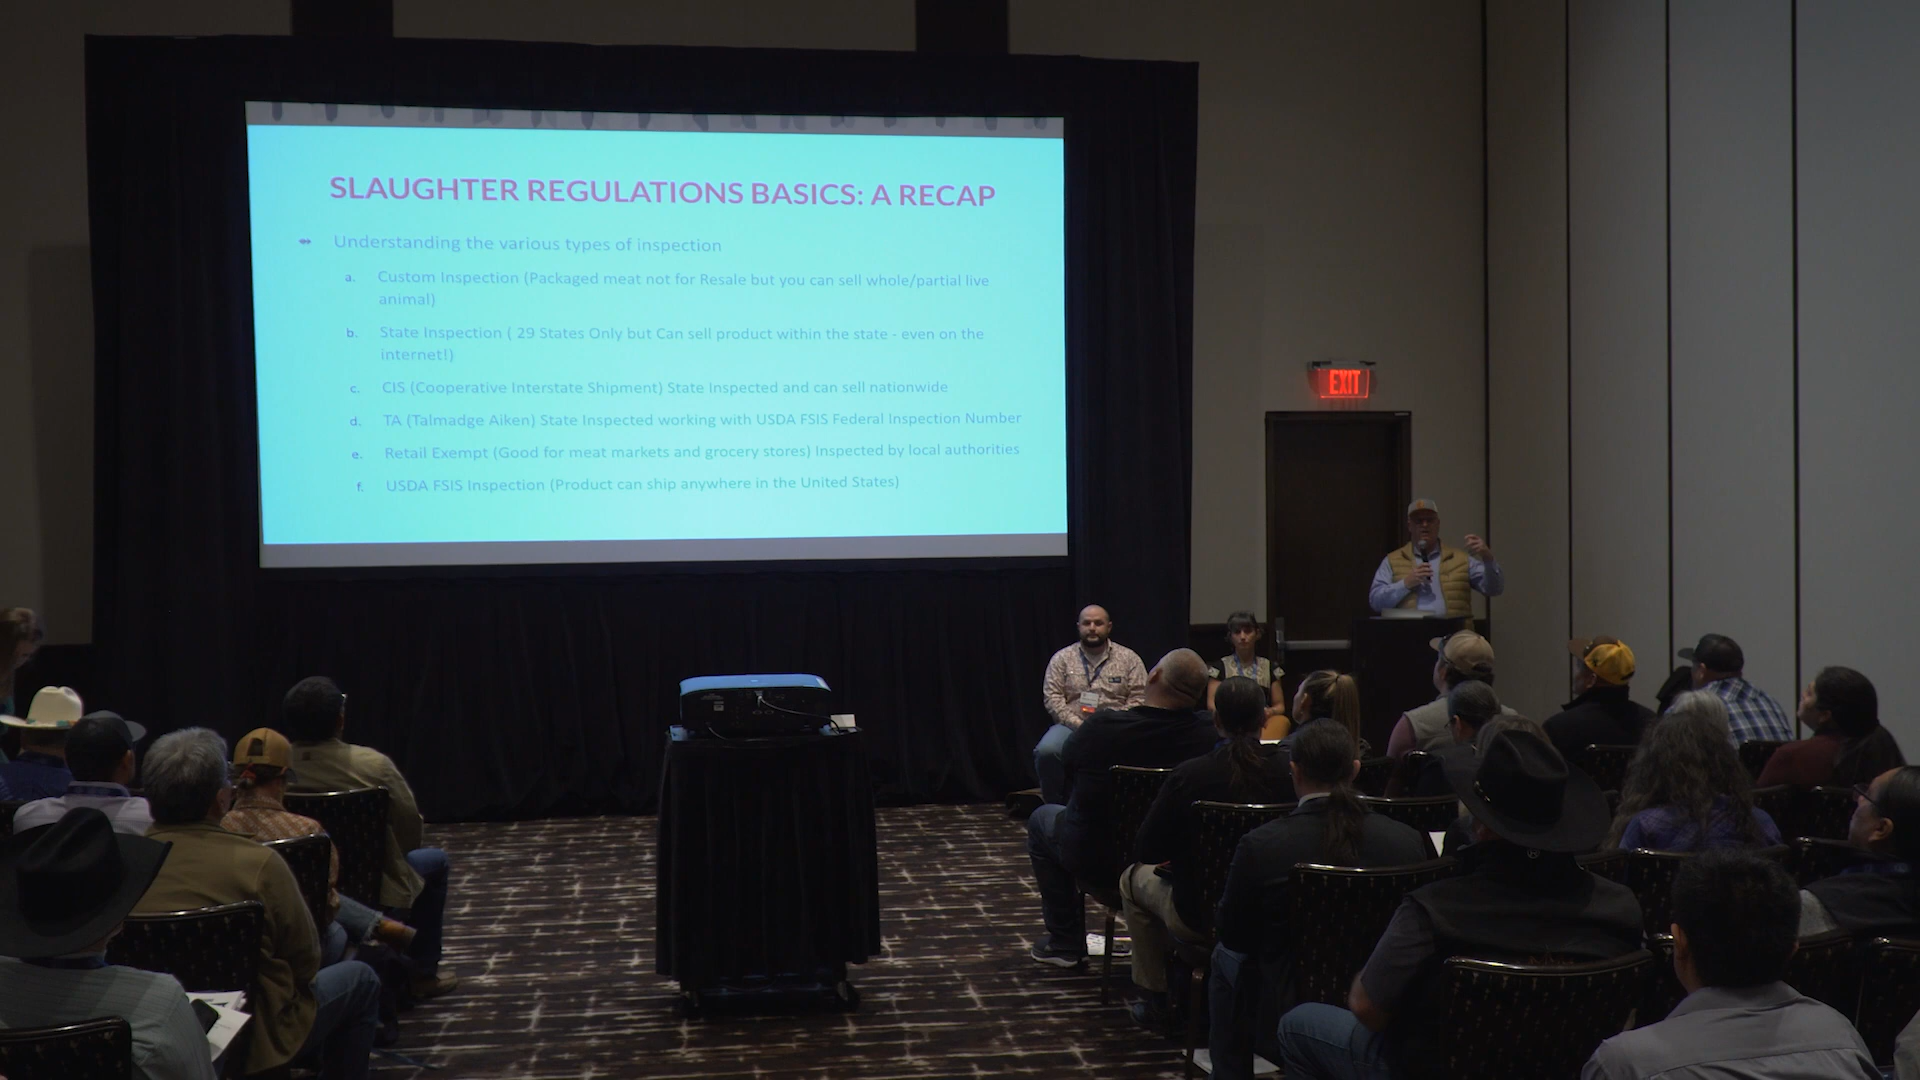 SLAUGHTER REGULATIONS BASICS: A RECAP
Understanding the various types of inspection
a. Custom Inspection (Packaged meat not for Resale but you can sell whole/partial live
animal)
b. State Inspection ( 29 States Only but Can sell product within the state - even on the
internet!)
c. CIS (Cooperative Interstate Shipment) State Inspected and can sell nationwide
d. TA (Talmadge Aiken) State Inspected working with USDA FSIS Federal Inspection Number
e. Retail Exempt (Good for meat markets and grocery stores) Inspected by local authorities
f. USDA FSIS Inspection (Product can ship anywhere in the United States)
EXIT